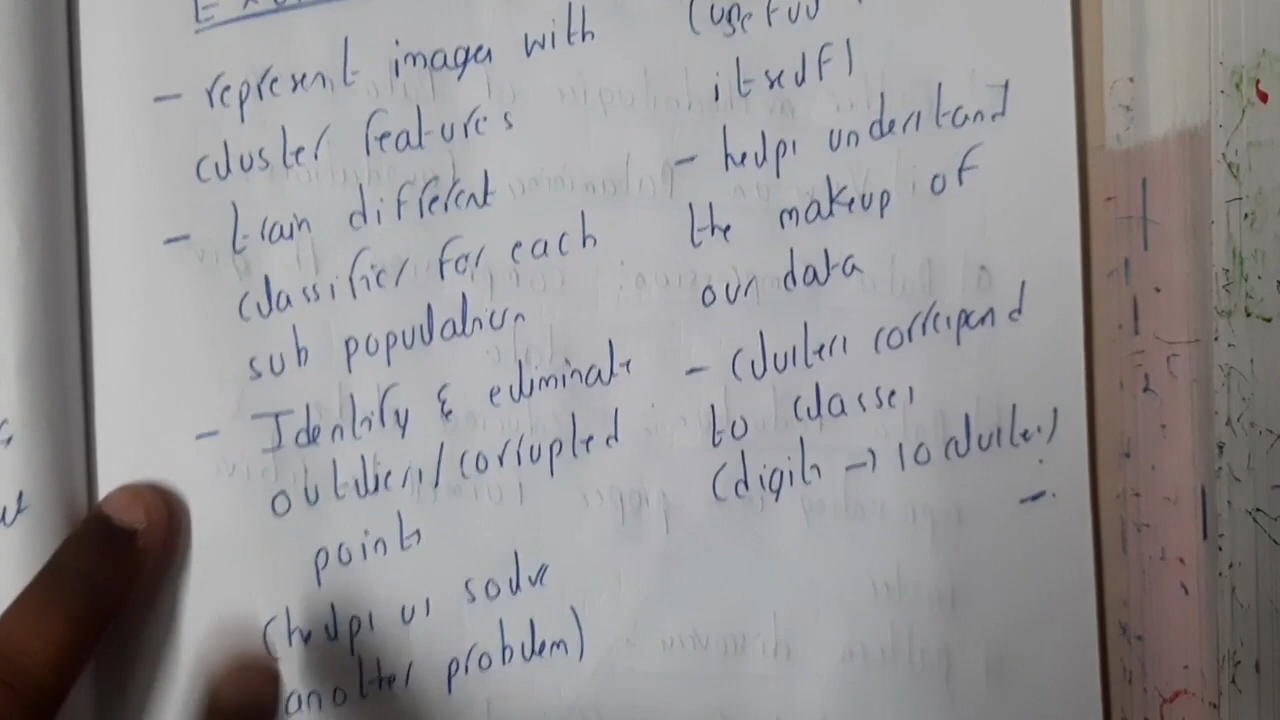 - represent images with
cluster features
- train different
classifier for each
sub population
- Identify & eliminate
outliers/corrupted
points
(helps us solve
another problem)
(useful
itself)
- helps understand
the makeup of
our data
- clusters correspond
to classes
(digits → 10 clusters)